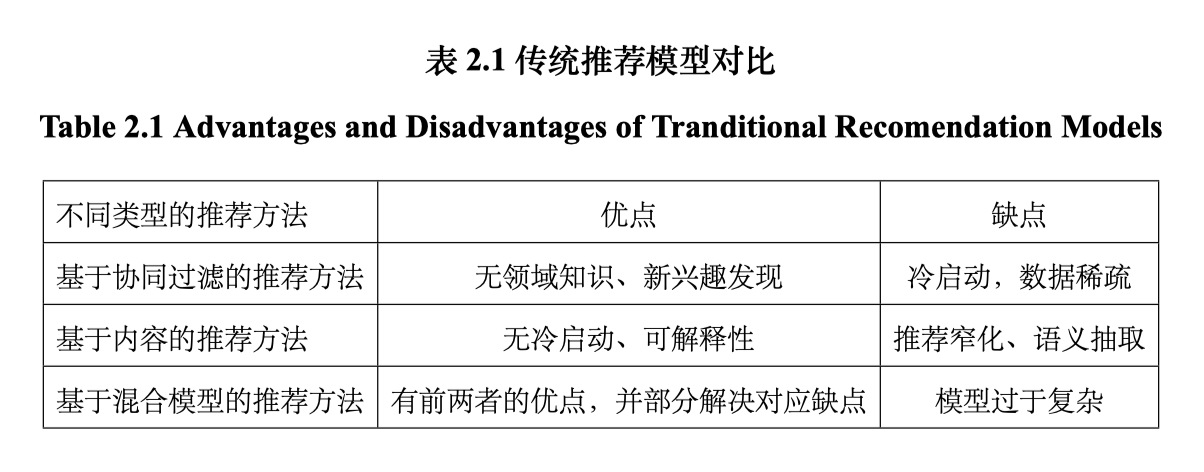 表 2.1 传统推荐模型对比
Table 2.1 Advantages and Disadvantages of Tranditional Recomendation Models
不同类型的推荐方法 优点 缺点
基于协同过滤的推荐方法 无领域知识、新兴趣发现 冷启动，数据稀疏
基于内容的推荐方法 无冷启动、可解释性 推荐窄化、语义抽取
基于混合模型的推荐方法 有前两者的优点，并部分解决对应缺点 模型过于复杂